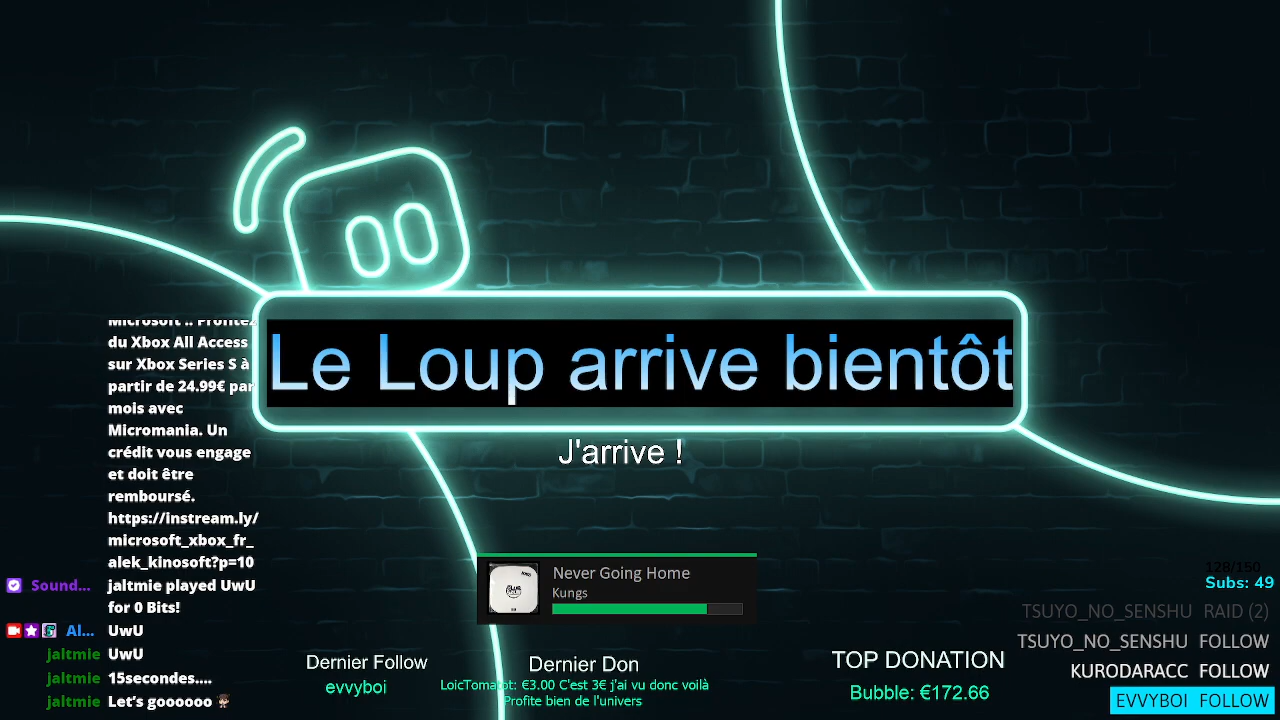 Le Loup arrive bientôt
J'arrive !
Microsoft .. Profitez
du Xbox All Access
sur Xbox Series S à
partir de 24.99€ par
mois avec
Micromania. Un
crédit vous engage
et doit être
remboursé.
https://instream.ly/
microsoft_xbox_fr_
alek_kinosoft?p=10
Sound... jaltmie played UwU
for 0 Bits!
Al... UwU
jaltmie UwU
jaltmie 15secondes....
jaltmie Let's goooooo
Never Going Home
Kungs
Dernier Follow
evvyboi
Dernier Don
LoicTomatot: €3.00 C'est 3€ j'ai vu donc voilà
Profite bien de l'univers
TOP DONATION
Bubble: €172.66
128/150
Subs: 49
TSUYO_NO_SENSHU RAID (2)
TSUYO_NO_SENSHU FOLLOW
KURODARACC FOLLOW
EVVYBOI FOLLOW